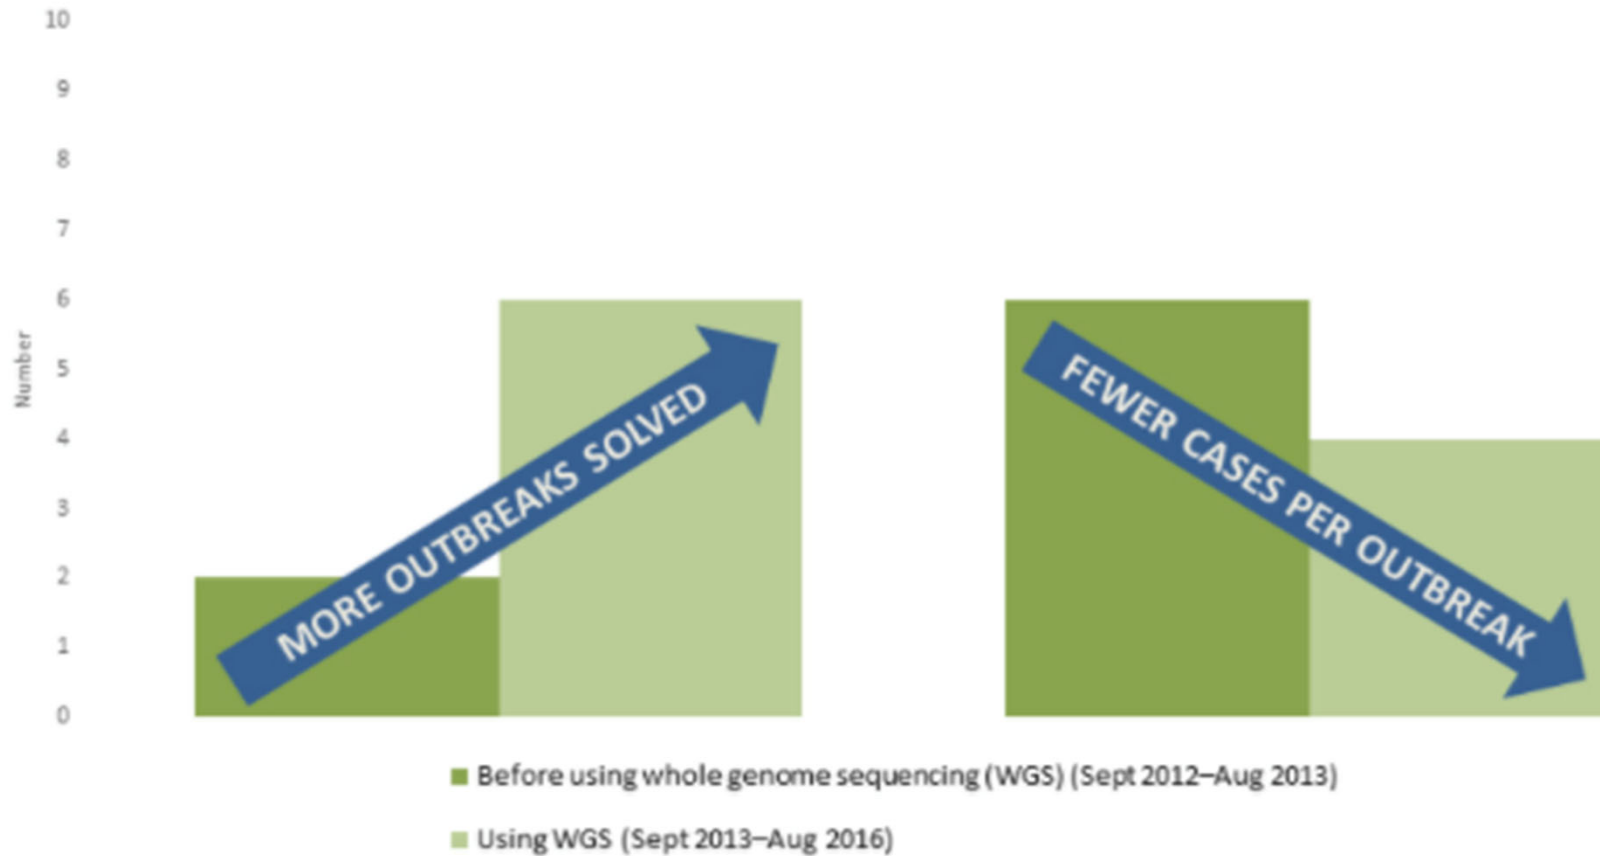 10
9
8
7
6
5
4
3
2
1
0
Number
MORE OUTBREAKS SOLVED
FEWER CASES PER OUTBREAK
Before using whole genome sequencing (WGS) (Sept 2012–Aug 2013)
Using WGS (Sept 2013–Aug 2016)